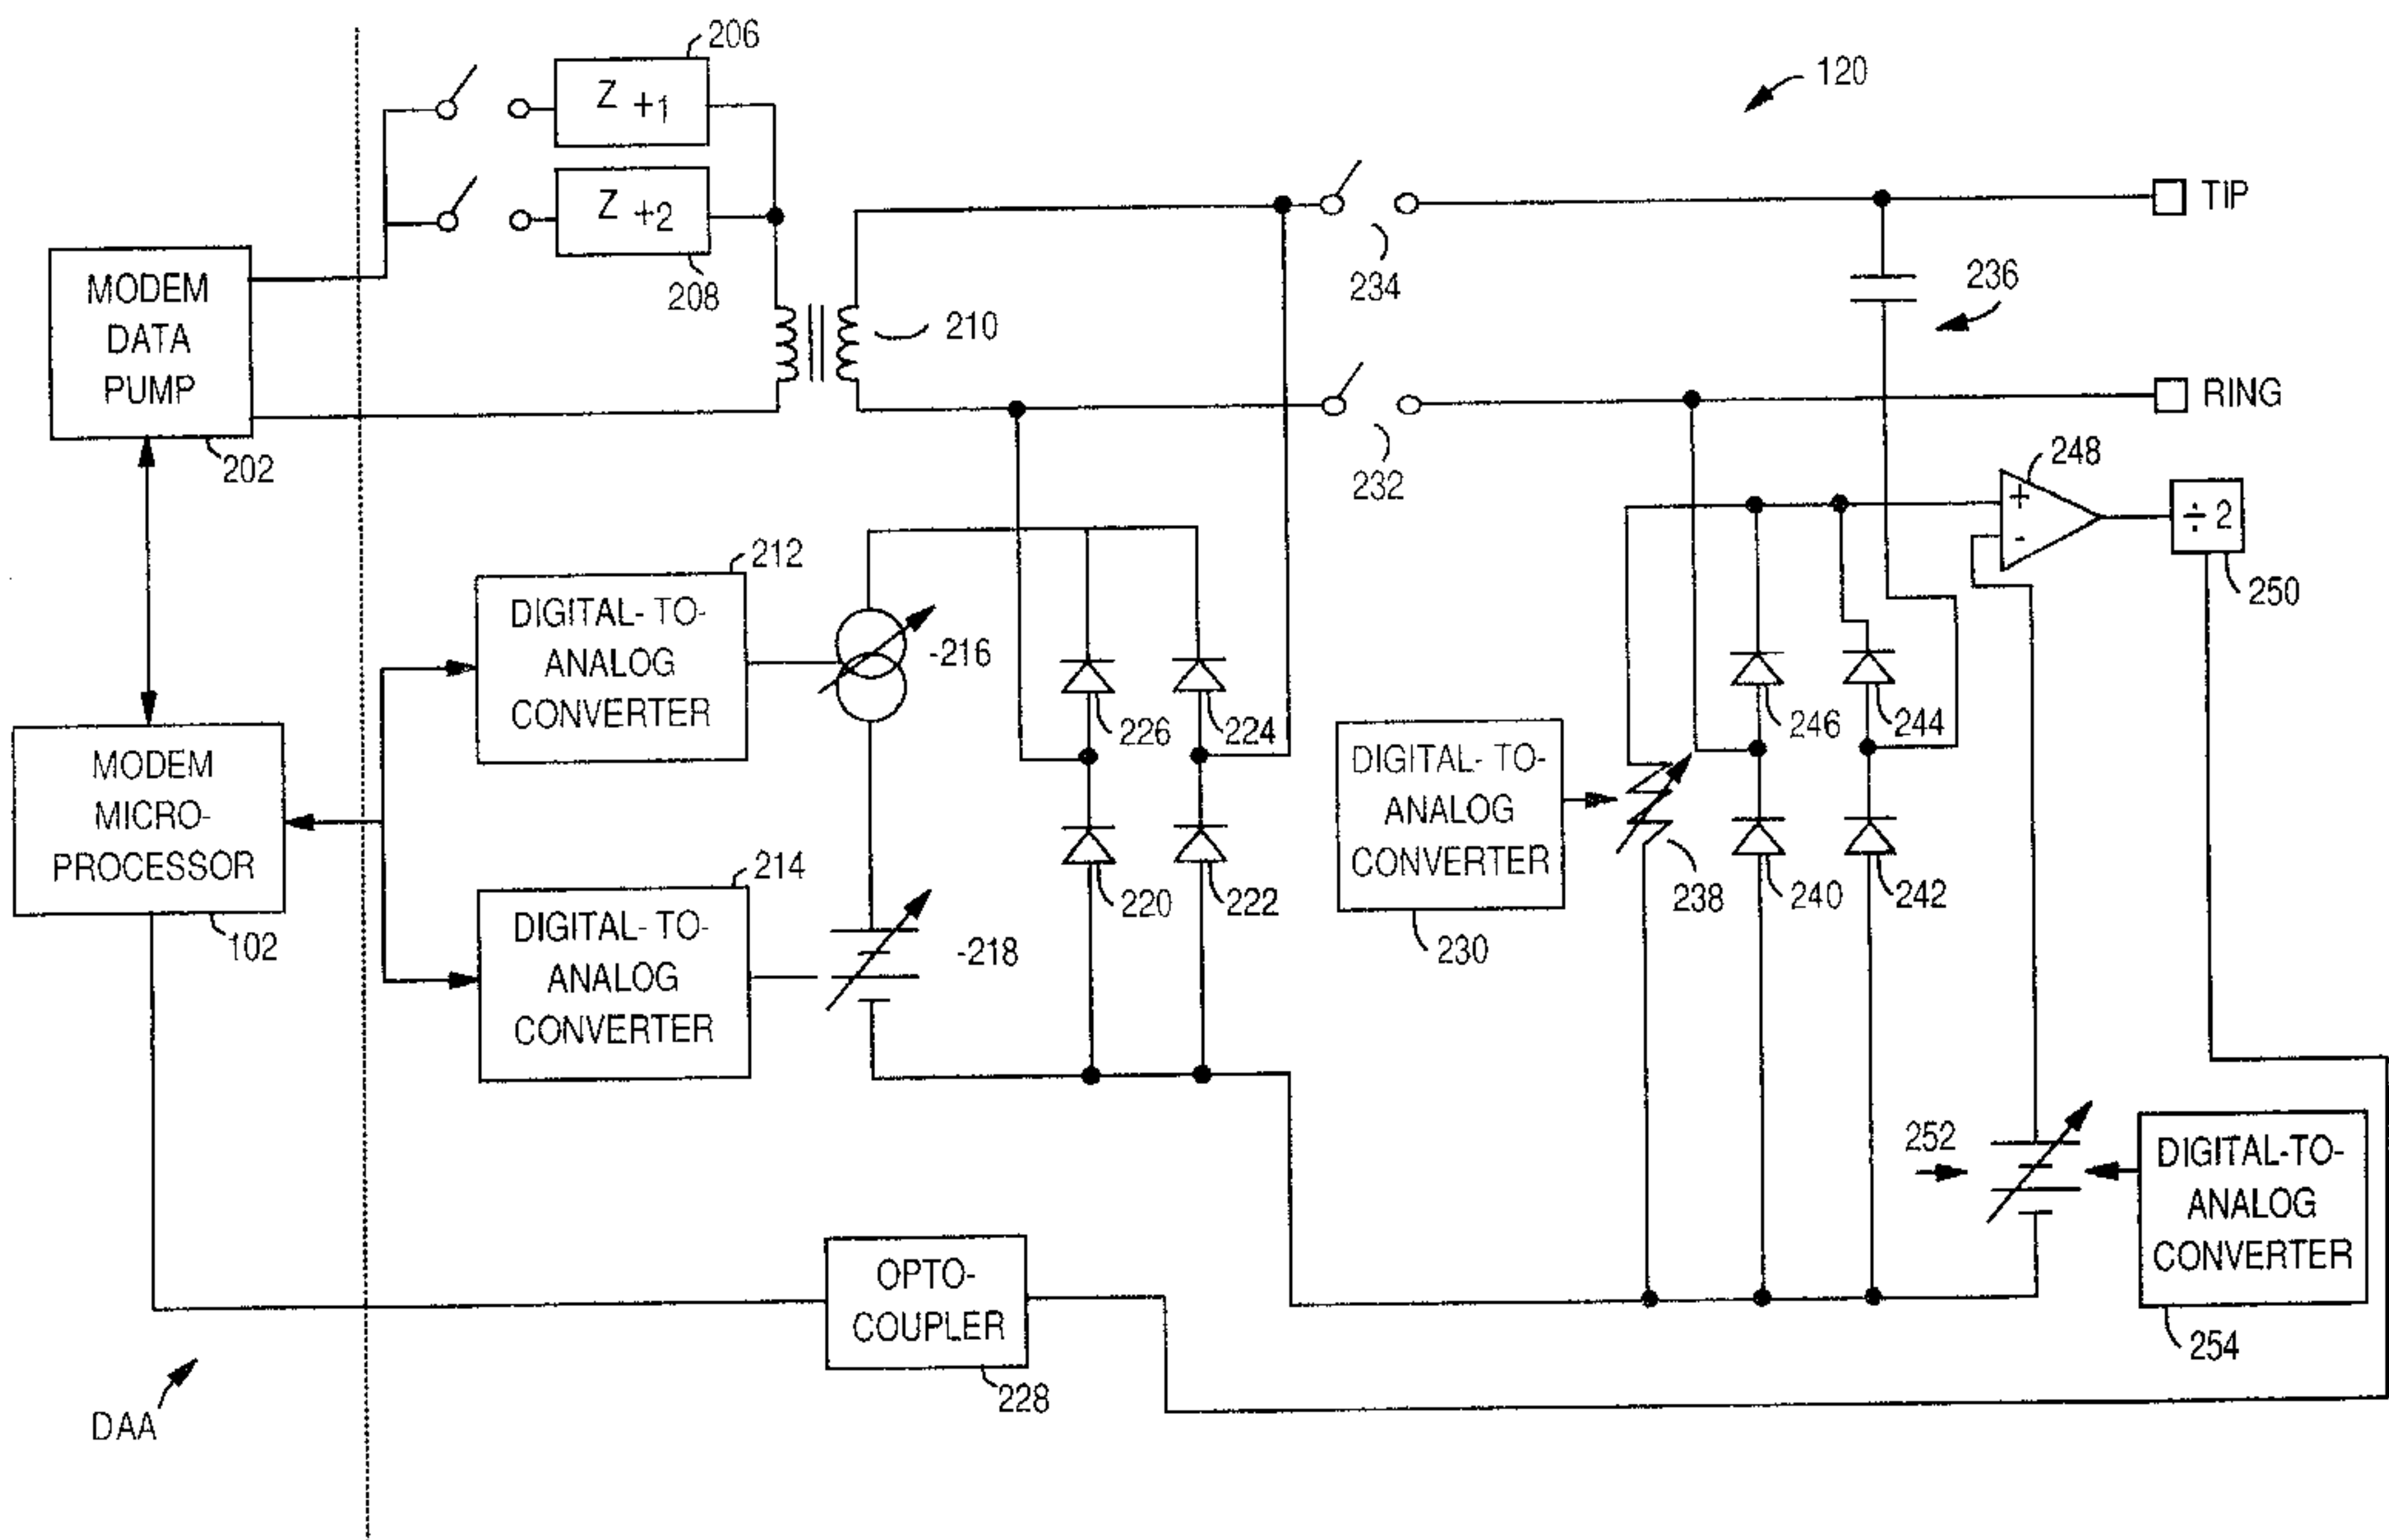 206
Z +1
120
Z +2
208
TIP
234
236
MODEM
DATA
PUMP
210
RING
202
232
248
+
-
÷ 2
250
212
DIGITAL- TO-
ANALOG
CONVERTER
-216
226
224
246
244
MODEM
MICRO-
PROCESSOR
102
DIGITAL- TO-
ANALOG
CONVERTER
230
238
240
242
214
DIGITAL- TO-
ANALOG
CONVERTER
-218
220
222
252
DIGITAL-TO-
ANALOG
CONVERTER
254
OPTO-
COUPLER
228
DAA